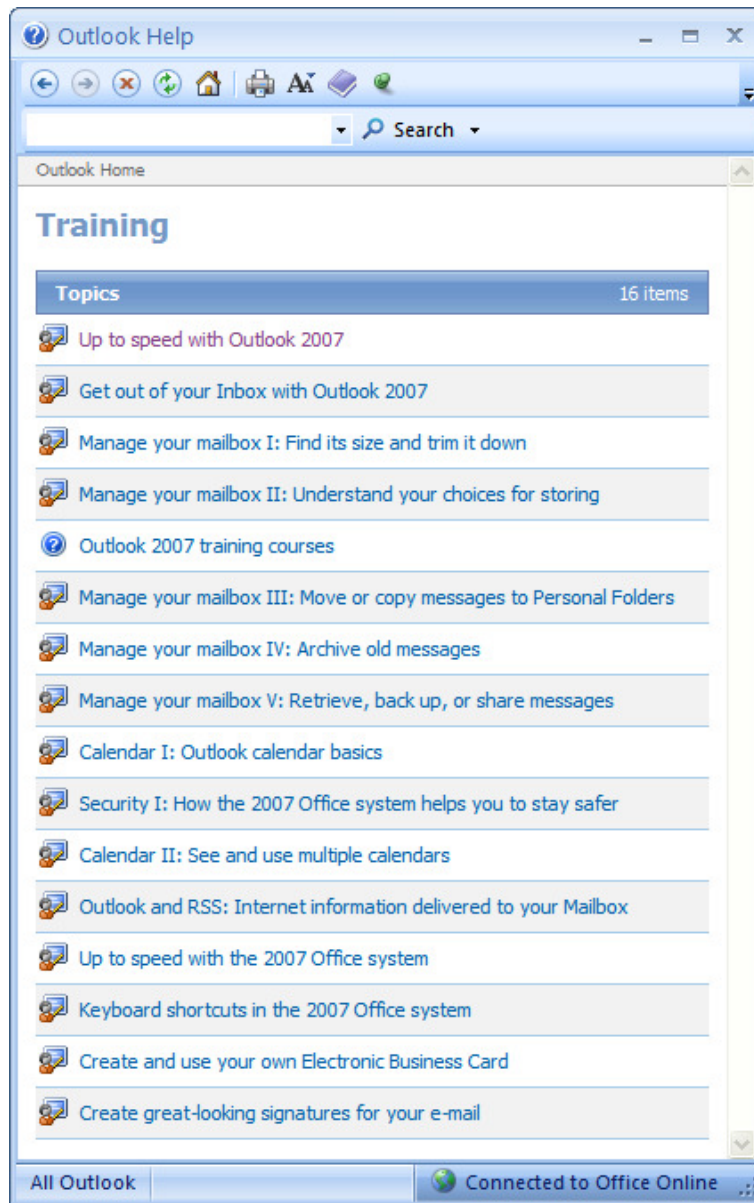 Outlook Help
Search
Outlook Home
Training
Topics 16 items
Up to speed with Outlook 2007
Get out of your Inbox with Outlook 2007
Manage your mailbox I: Find its size and trim it down
Manage your mailbox II: Understand your choices for storing
Outlook 2007 training courses
Manage your mailbox III: Move or copy messages to Personal Folders
Manage your mailbox IV: Archive old messages
Manage your mailbox V: Retrieve, back up, or share messages
Calendar I: Outlook calendar basics
Security I: How the 2007 Office system helps you to stay safer
Calendar II: See and use multiple calendars
Outlook and RSS: Internet information delivered to your Mailbox
Up to speed with the 2007 Office system
Keyboard shortcuts in the 2007 Office system
Create and use your own Electronic Business Card
Create great-looking signatures for your e-mail
All Outlook Connected to Office Online